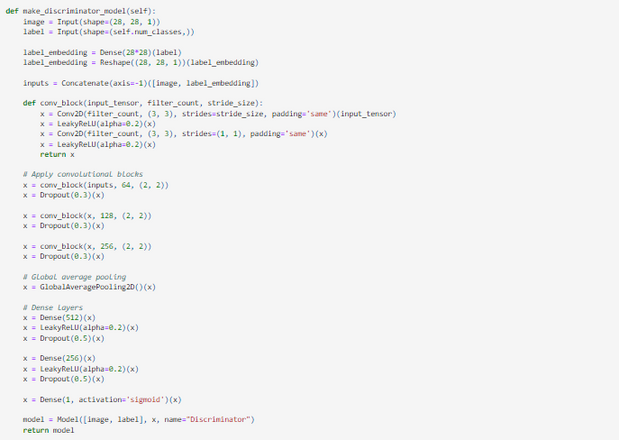 def make_discriminator_model(self):
    image = Input(shape=(28, 28, 1))
    label = Input(shape=(self.num_classes,))
    label_embedding = Dense(28*28)(label)
    label_embedding = Reshape((28, 28, 1))(label_embedding)
    inputs = Concatenate(axis=-1)([image, label_embedding])
    def conv_block(input_tensor, filter_count, stride_size):
        x = Conv2D(filter_count, (3, 3), strides=stride_size, padding='same')(input_tensor)
        x = LeakyReLU(alpha=0.2)(x)
        x = Conv2D(filter_count, (3, 3), strides=(1, 1), padding='same')(x)
        x = LeakyReLU(alpha=0.2)(x)
        return x
    # Apply convolutional blocks
    x = conv_block(inputs, 64, (2, 2))
    x = Dropout(0.3)(x)
    x = conv_block(x, 128, (2, 2))
    x = Dropout(0.3)(x)
    x = conv_block(x, 256, (2, 2))
    x = Dropout(0.3)(x)
    # Global average pooling
    x = GlobalAveragePooling2D()(x)
    # Dense layers
    x = Dense(512)(x)
    x = LeakyReLU(alpha=0.2)(x)
    x = Dropout(0.5)(x)
    x = Dense(256)(x)
    x = LeakyReLU(alpha=0.2)(x)
    x = Dropout(0.5)(x)
    x = Dense(1, activation='sigmoid')(x)
    model = Model([image, label], x, name="Discriminator")
    return model